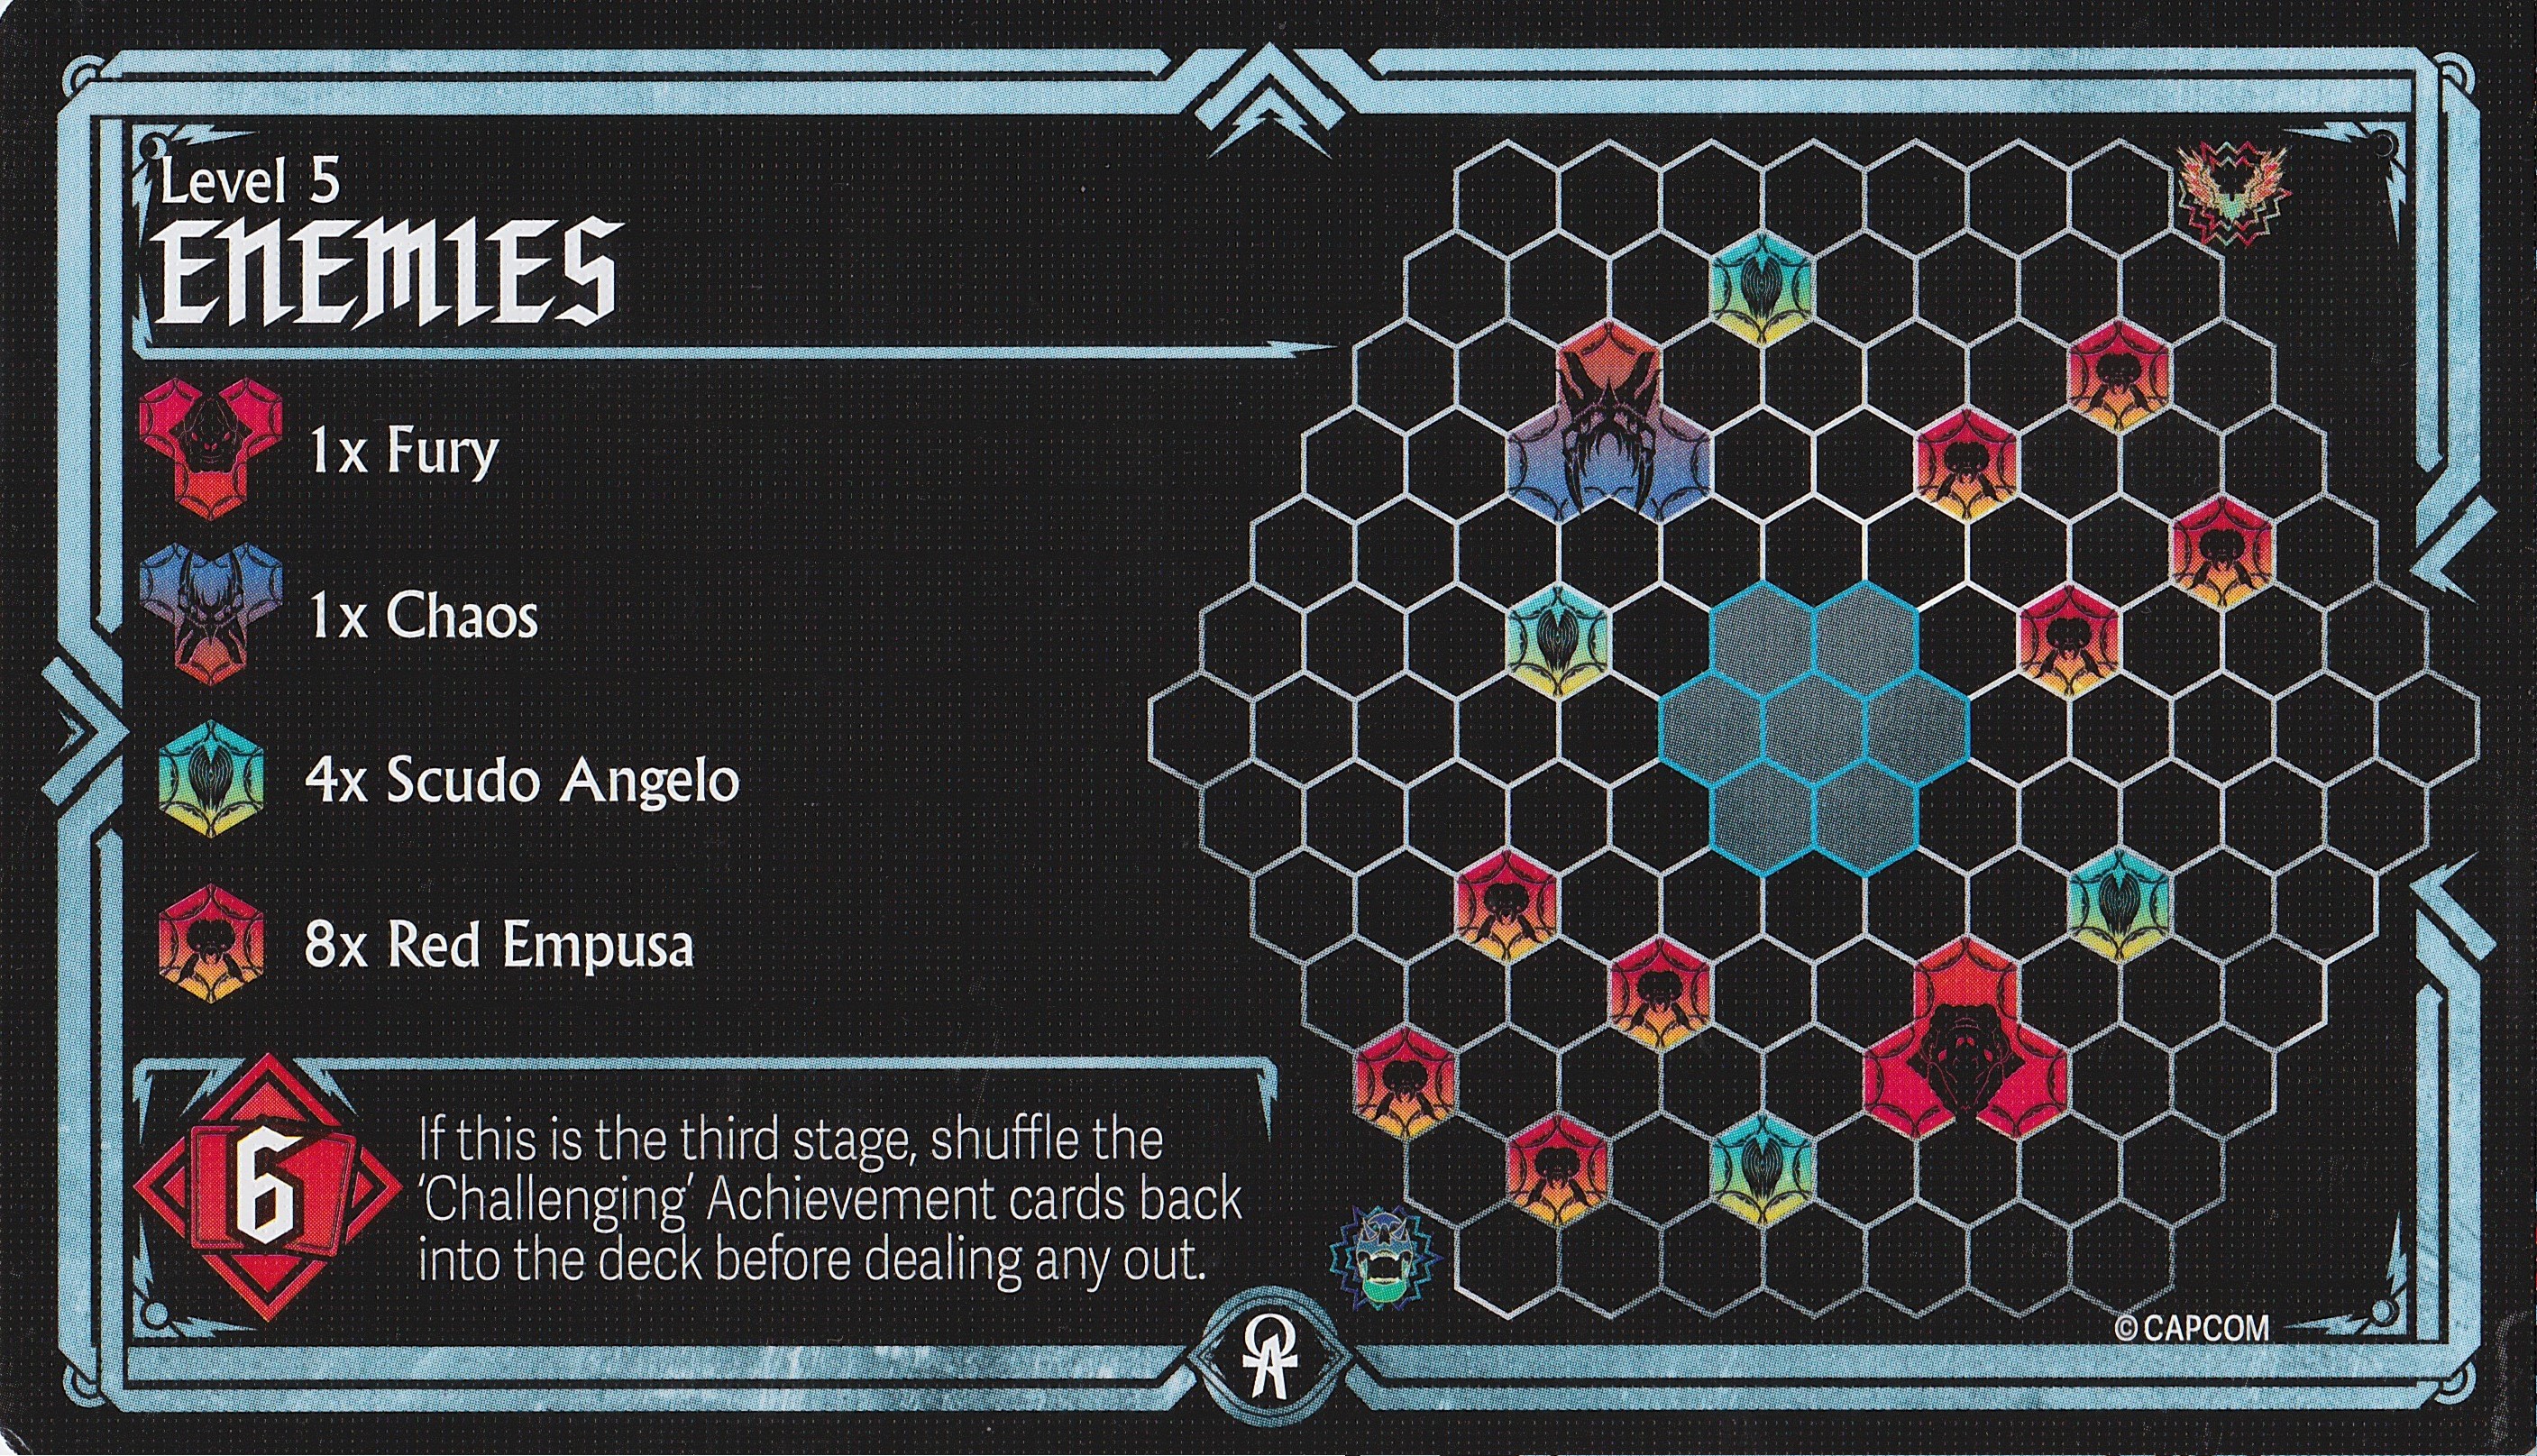 Level 5
ENEMIES
1x Fury
1x Chaos
4x Scudo Angelo
8x Red Empusa
6
If this is the third stage, shuffle the
‘Challenging’ Achievement cards back
into the deck before dealing any out.
© CAPCOM